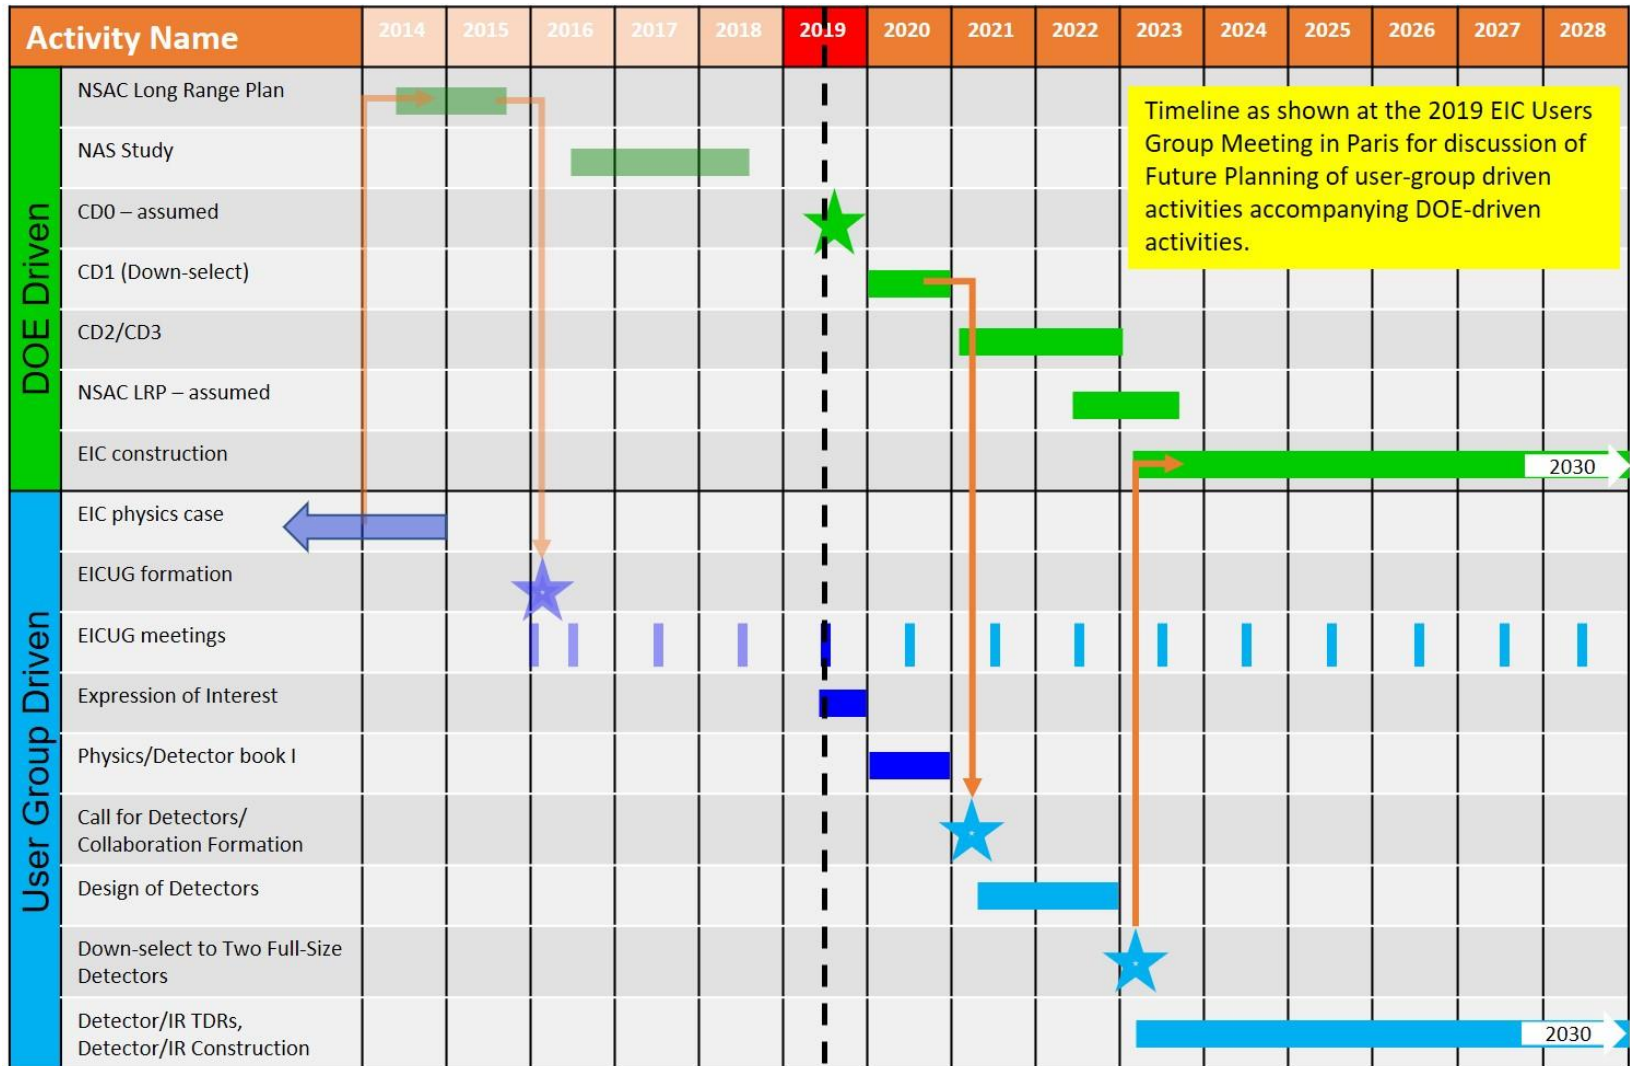 Activity Name 2014 2015 2016 2017 2018 2019 2020 2021 2022 2023 2024 2025 2026 2027 2028
DOE Driven
NSAC Long Range Plan
NAS Study
CD0 – assumed
CD1 (Down-select)
CD2/CD3
NSAC LRP – assumed
EIC construction
2030
Timeline as shown at the 2019 EIC Users
Group Meeting in Paris for discussion of
Future Planning of user-group driven
activities accompanying DOE-driven
activities.
User Group Driven
EIC physics case
EICUG formation
EICUG meetings
Expression of Interest
Physics/Detector book I
Call for Detectors/
Collaboration Formation
Design of Detectors
Down-select to Two Full-Size
Detectors
Detector/IR TDRs,
Detector/IR Construction
2030